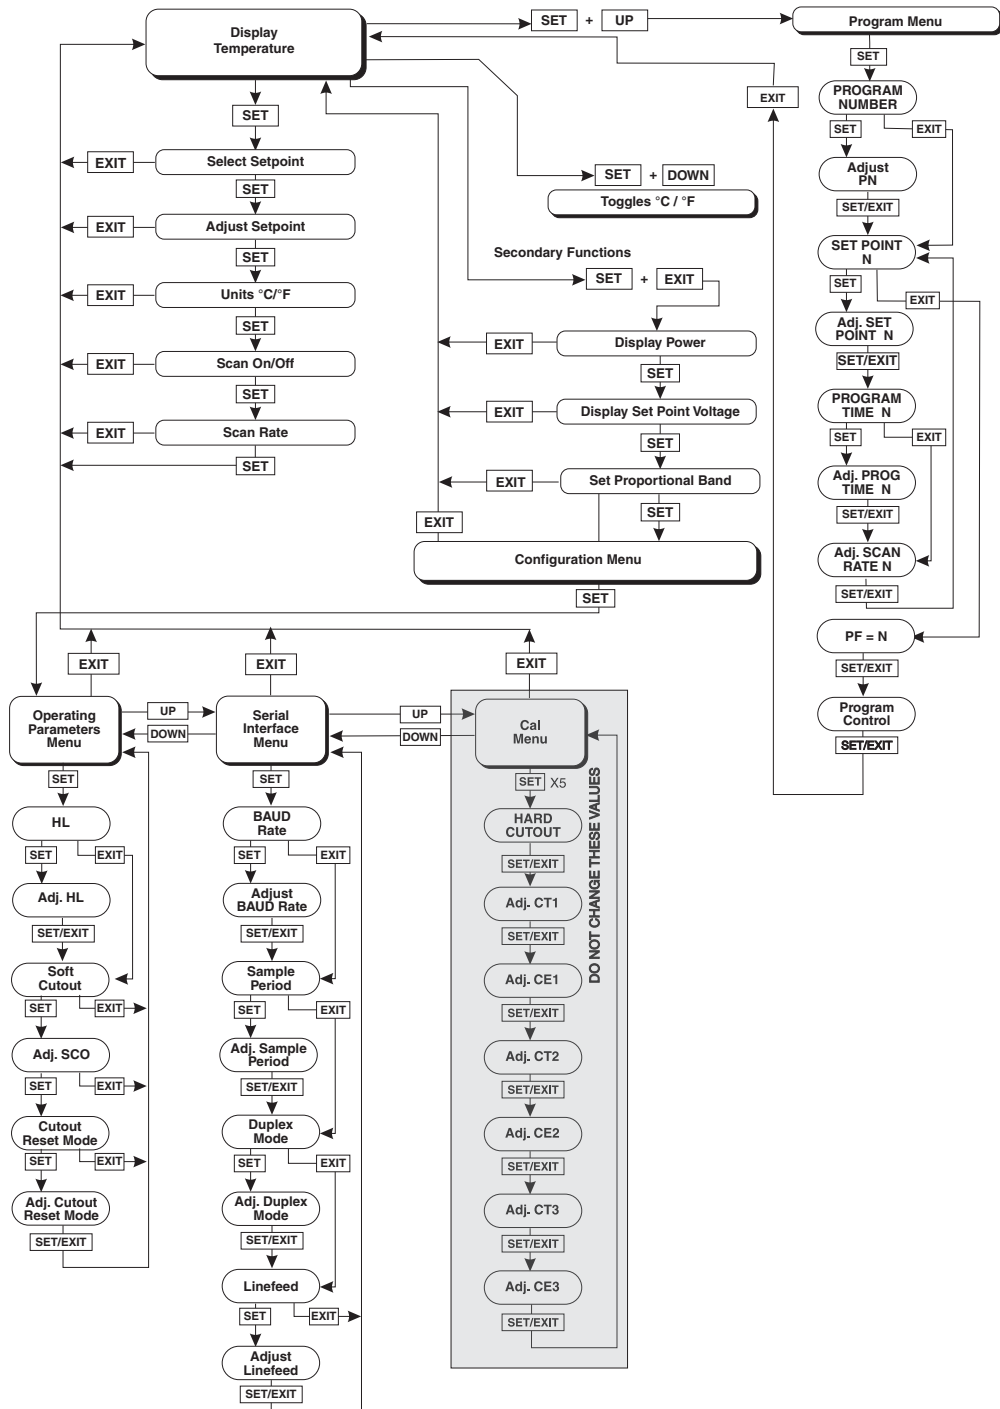 Display
Temperature
SET + UP
Program Menu
SET
EXIT
PROGRAM
NUMBER
SET
EXIT
Adjust
PN
SET/EXIT
SET POINT
N
SET
EXIT
Adj. SET
POINT N
SET/EXIT
PROGRAM
TIME N
SET
EXIT
Adj. PROG
TIME N
SET/EXIT
Adj. SCAN
RATE N
SET/EXIT
PF = N
SET/EXIT
Program
Control
SET/EXIT
SET
EXIT
Select Setpoint
SET
EXIT
Adjust Setpoint
SET
EXIT
Units °C/°F
SET
EXIT
Scan On/Off
SET
EXIT
Scan Rate
SET
SET + DOWN
Toggles °C / °F
Secondary Functions
SET + EXIT
EXIT
Display Power
SET
EXIT
Display Set Point Voltage
SET
EXIT
Set Proportional Band
SET
EXIT
Configuration Menu
SET
EXIT
EXIT
EXIT
Operating
Parameters
Menu
UP
DOWN
Serial
Interface
Menu
UP
DOWN
Cal
Menu
SET
HL
SET
EXIT
Adj. HL
SET/EXIT
Soft
Cutout
SET
EXIT
Adj. SCO
SET
EXIT
Cutout
Reset Mode
SET
EXIT
Adj. Cutout
Reset Mode
SET/EXIT
SET
BAUD
Rate
SET
EXIT
Adjust
BAUD Rate
SET/EXIT
Sample
Period
SET
EXIT
Adj. Sample
Period
SET/EXIT
Duplex
Mode
SET
EXIT
Adj. Duplex
Mode
SET/EXIT
Linefeed
SET
EXIT
Adjust
Linefeed
SET/EXIT
SET X5
HARD
CUTOUT
SET/EXIT
Adj. CT1
SET/EXIT
Adj. CE1
SET/EXIT
Adj. CT2
SET/EXIT
Adj. CE2
SET/EXIT
Adj. CT3
SET/EXIT
Adj. CE3
SET/EXIT
DO NOT CHANGE THESE VALUES